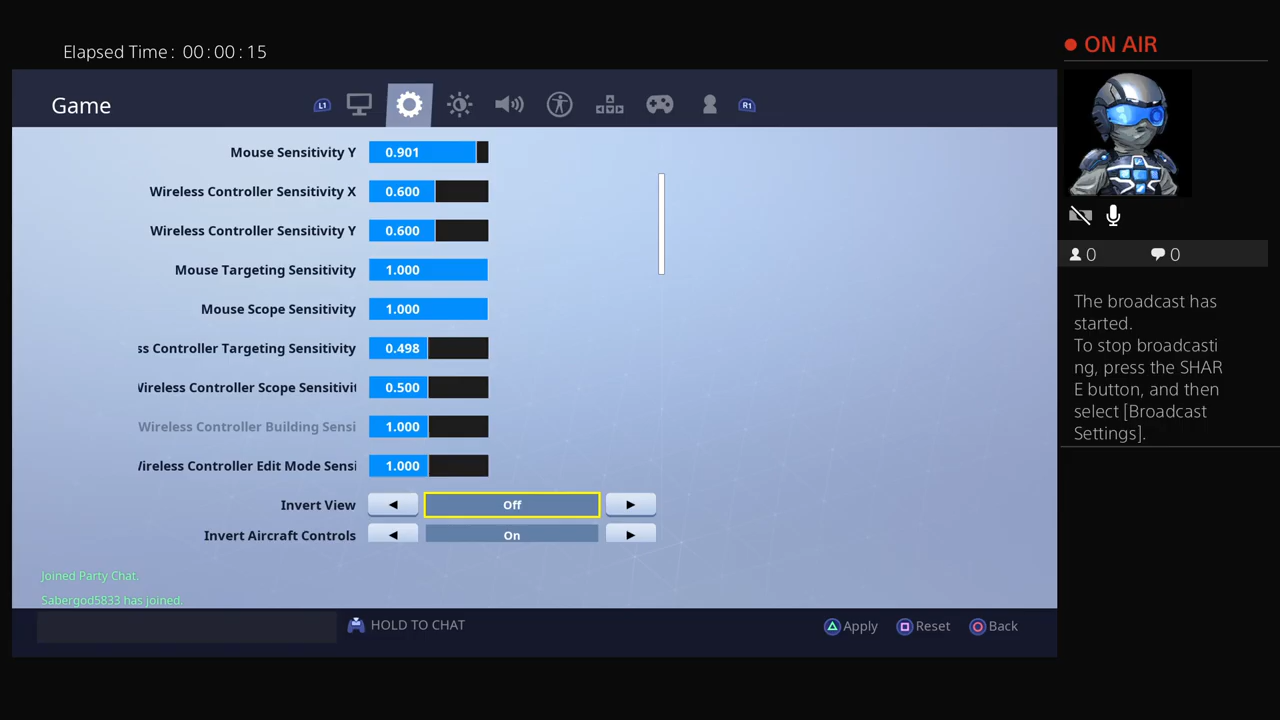 Elapsed Time: 00:00:15
ON AIR
Game
L1
R1
Mouse Sensitivity Y 0.901
Wireless Controller Sensitivity X 0.600
Wireless Controller Sensitivity Y 0.600
Mouse Targeting Sensitivity 1.000
Mouse Scope Sensitivity 1.000
ss Controller Targeting Sensitivity 0.498
Wireless Controller Scope Sensitivit 0.500
Wireless Controller Building Sensi 1.000
Wireless Controller Edit Mode Sensi 1.000
Invert View Off
Invert Aircraft Controls On
Joined Party Chat.
Sabergod5833 has joined.
HOLD TO CHAT
Apply
Reset
Back
0
0
The broadcast has
started.
To stop broadcasti
ng, press the SHAR
E button, and then
select [Broadcast
Settings].